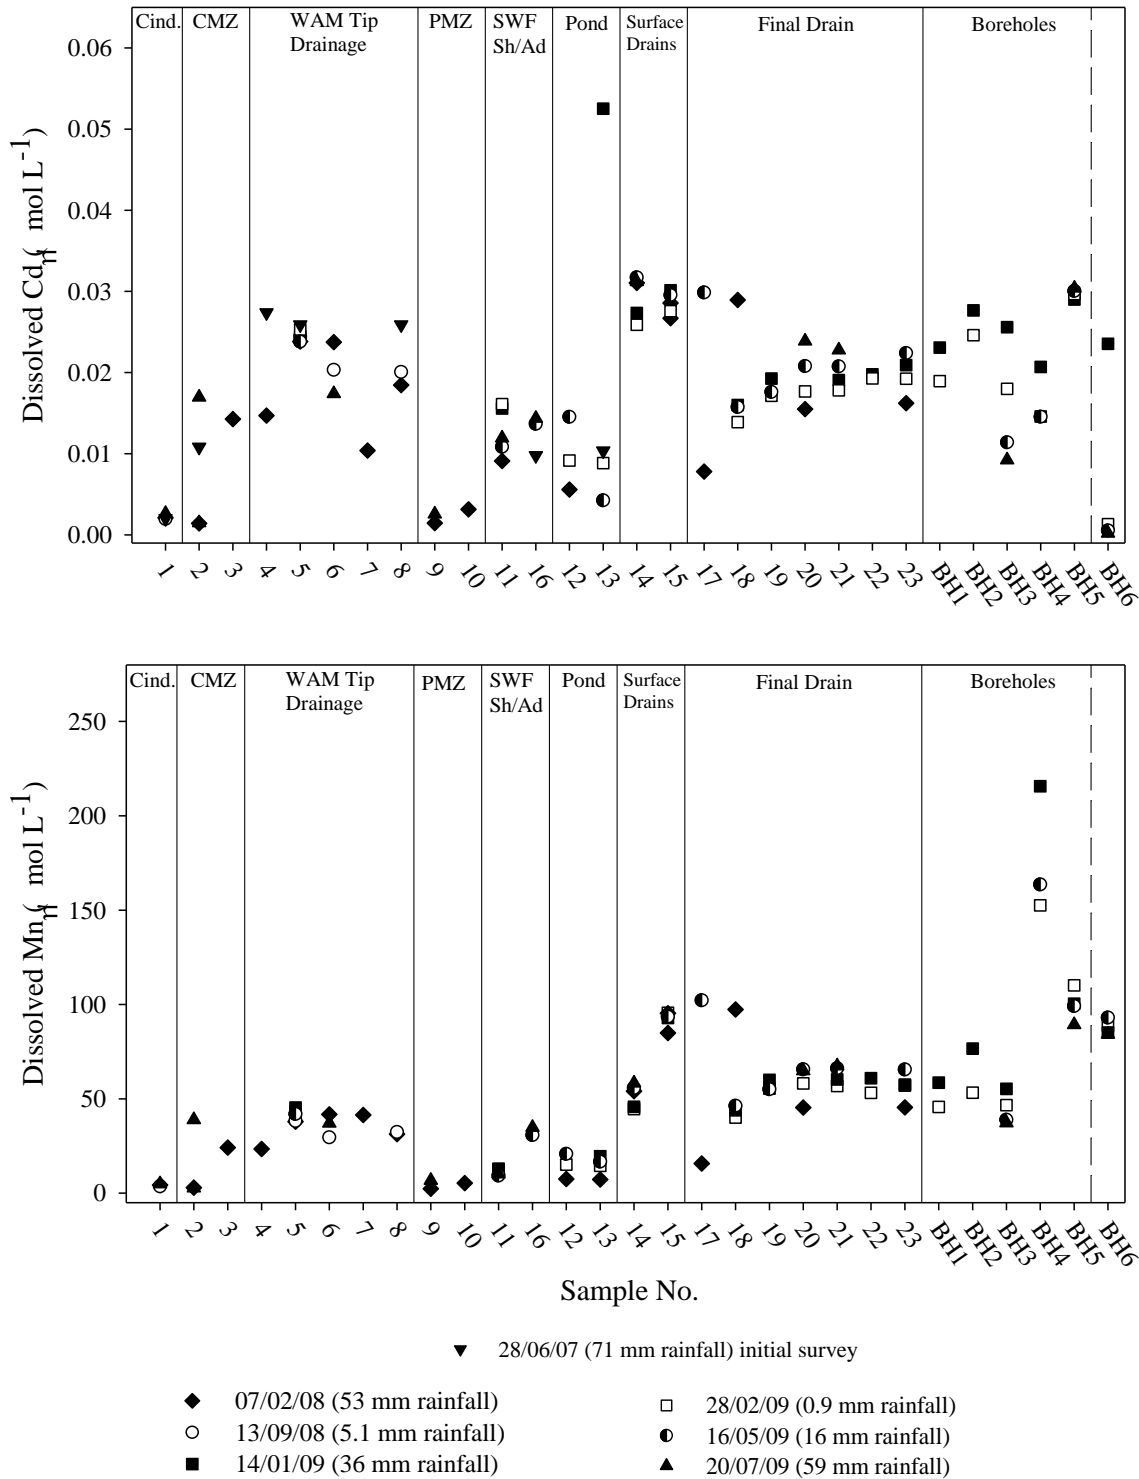 Cind. CMZ WAM Tip Drainage PMZ SWF Sh/Ad Pond Surface Drains Final Drain Boreholes
Dissolved Cd (η mol L-1)
0.06
0.05
0.04
0.03
0.02
0.01
0.00
1 2 3 4 5 6 7 8 9 10 11 16 12 13 14 15 17 18 19 20 21 22 23 BH1 BH2 BH3 BH4 BH5 BH6
Cind. CMZ WAM Tip Drainage PMZ SWF Sh/Ad Pond Surface Drains Final Drain Boreholes
Dissolved Mn (η mol L-1)
250
200
150
100
50
0
1 2 3 4 5 6 7 8 9 10 11 16 12 13 14 15 17 18 19 20 21 22 23 BH1 BH2 BH3 BH4 BH5 BH6
Sample No.
28/06/07 (71 mm rainfall) initial survey
07/02/08 (53 mm rainfall)
13/09/08 (5.1 mm rainfall)
14/01/09 (36 mm rainfall)
28/02/09 (0.9 mm rainfall)
16/05/09 (16 mm rainfall)
20/07/09 (59 mm rainfall)